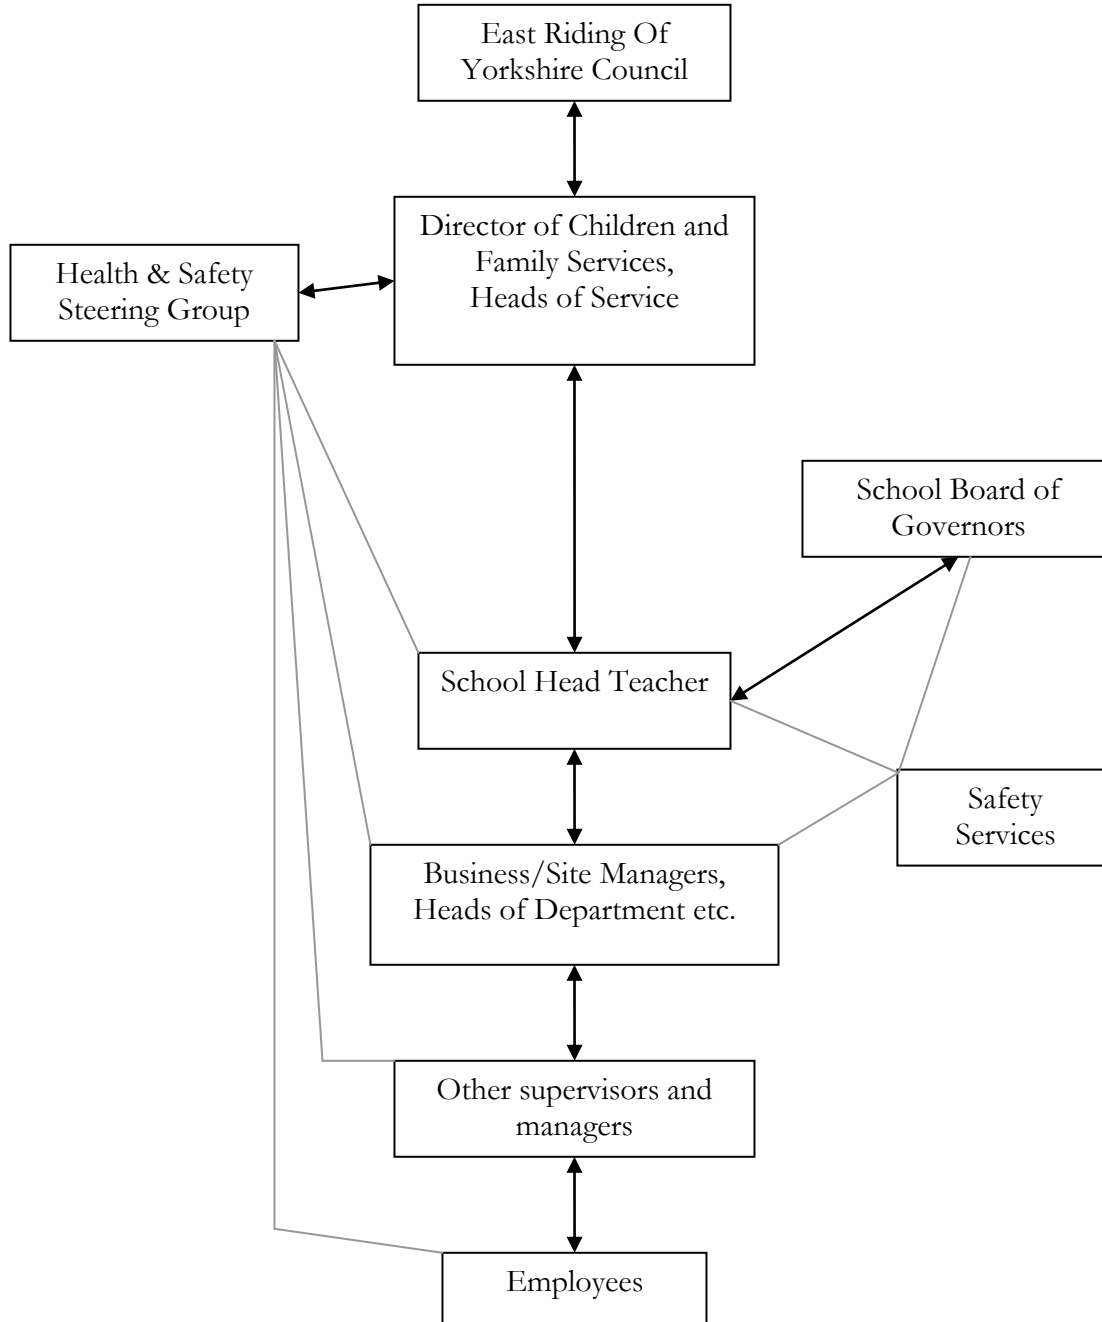 East Riding Of
Yorkshire Council
Director of Children and
Family Services,
Heads of Service
Health & Safety
Steering Group
School Board of
Governors
School Head Teacher
Safety
Services
Business/Site Managers,
Heads of Department etc.
Other supervisors and
managers
Employees